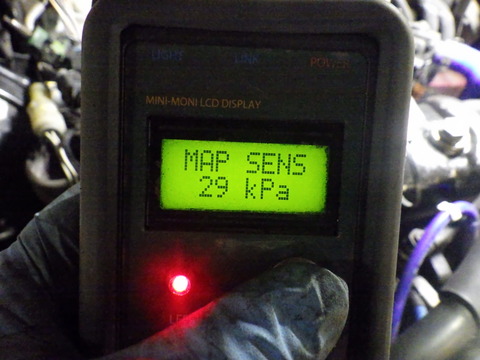 LIGHT LINK POWER
MINI-MONI LCD DISPLAY
MAP SENS
29 kPa